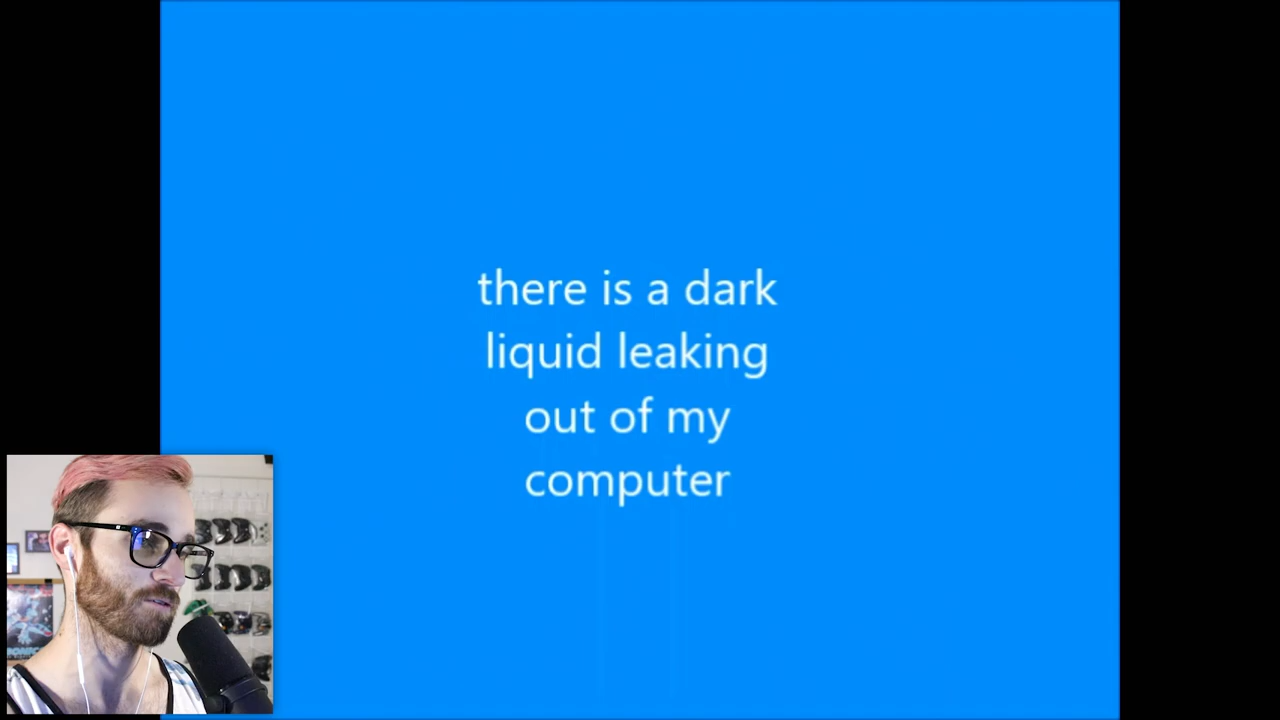 there is a dark
liquid leaking
out of my
computer